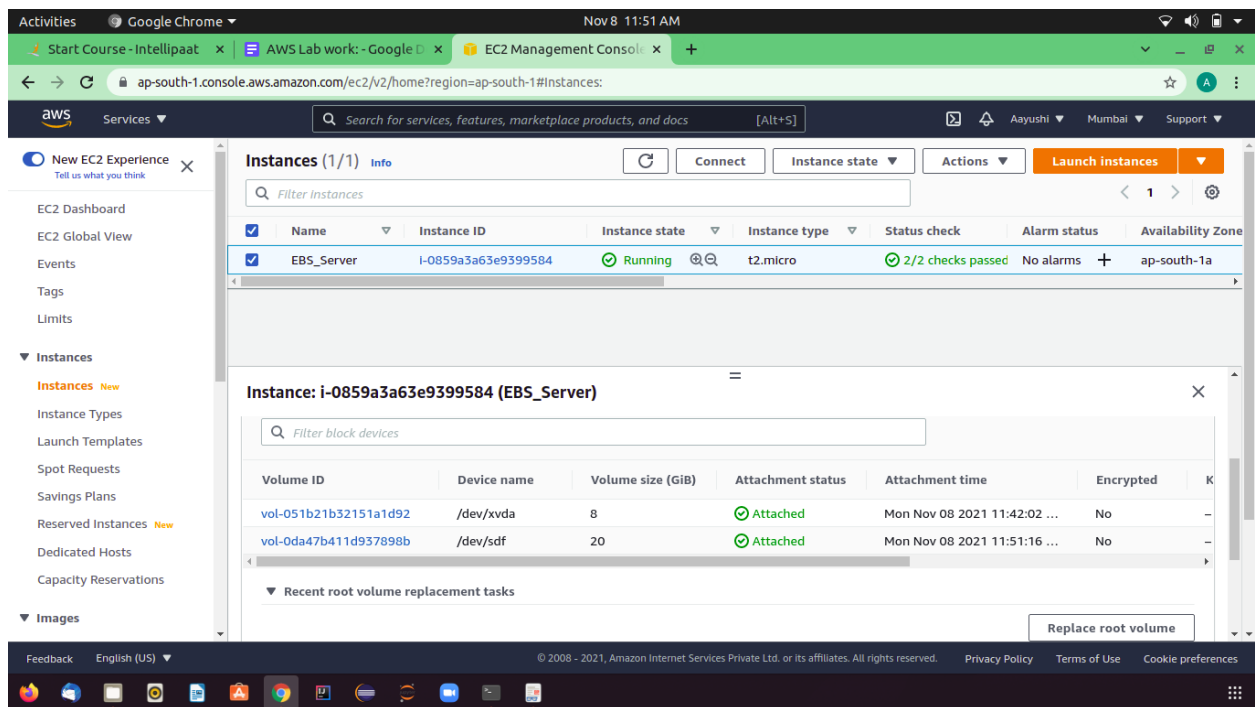 Activities Google Chrome Nov 8 11:51 AM
Start Course - Intellipaat AWS Lab work: - Google D EC2 Management Console
ap-south-1.console.aws.amazon.com/ec2/v2/home?region=ap-south-1#Instances:
aws Services Search for services, features, marketplace products, and docs [Alt+S] Aayushi Mumbai Support
New EC2 Experience
Tell us what you think
EC2 Dashboard
EC2 Global View
Events
Tags
Limits
Instances
Instances New
Instance Types
Launch Templates
Spot Requests
Savings Plans
Reserved Instances New
Dedicated Hosts
Capacity Reservations
Images
Instances (1/1) Info Connect Instance state Actions Launch instances
Filter instances 1
Name Instance ID Instance state Instance type Status check Alarm status Availability Zone
EBS_Server i-0859a3a63e9399584 Running t2.micro 2/2 checks passed No alarms + ap-south-1a
Instance: i-0859a3a63e9399584 (EBS_Server)
Filter block devices
Volume ID Device name Volume size (GiB) Attachment status Attachment time Encrypted K
vol-051b21b32151a1d92 /dev/xvda 8 Attached Mon Nov 08 2021 11:42:02 ... No –
vol-0da47b411d937898b /dev/sdf 20 Attached Mon Nov 08 2021 11:51:16 ... No –
Recent root volume replacement tasks
Replace root volume
Feedback English (US) © 2008 - 2021, Amazon Internet Services Private Ltd. or its affiliates. All rights reserved. Privacy Policy Terms of Use Cookie preferences